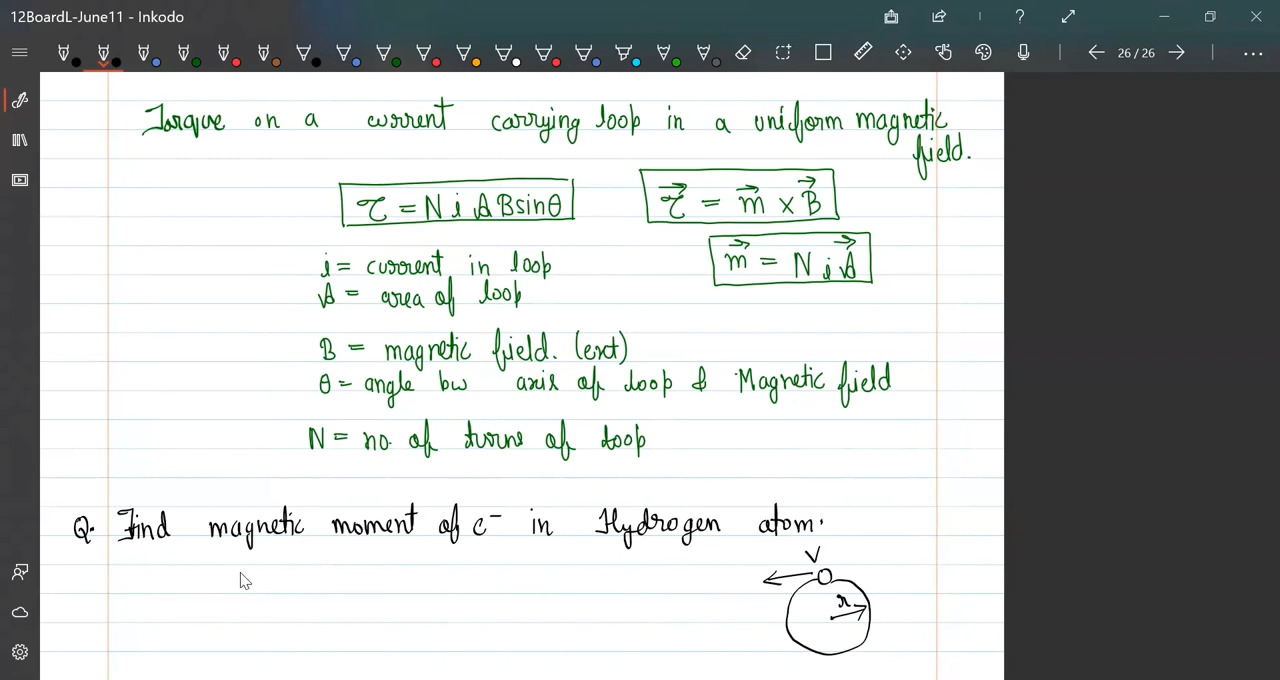 12BoardL-June11 - Inkodo
26/26
Torque on a current carrying loop in a uniform magnetic field.
τ = N i A B sinθ
τ⃗ = m⃗ × B⃗
m⃗ = N i A⃗
i = current in loop
A = area of loop
B = magnetic field. (ext)
θ = angle bw axis of loop & Magnetic field
N = no. of turns of loop
Q. Find magnetic moment of e⁻ in Hydrogen atom.
V
r